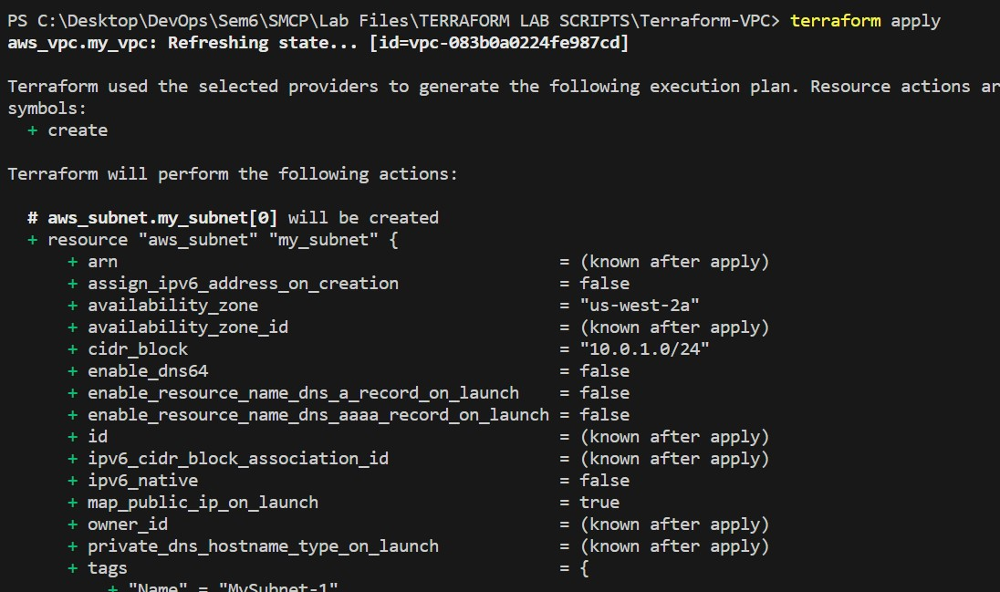 PS C:\Desktop\DevOps\Sem6\SMCP\Lab Files\TERRAFORM LAB SCRIPTS\Terraform-VPC> terraform apply
aws_vpc.my_vpc: Refreshing state... [id=vpc-083b0a0224fe987cd]
Terraform used the selected providers to generate the following execution plan. Resource actions ar
symbols:
+ create
Terraform will perform the following actions:
# aws_subnet.my_subnet[0] will be created
+ resource "aws_subnet" "my_subnet" {
+ arn = (known after apply)
+ assign_ipv6_address_on_creation = false
+ availability_zone = "us-west-2a"
+ availability_zone_id = (known after apply)
+ cidr_block = "10.0.1.0/24"
+ enable_dns64 = false
+ enable_resource_name_dns_a_record_on_launch = false
+ enable_resource_name_dns_aaaa_record_on_launch = false
+ id = (known after apply)
+ ipv6_cidr_block_association_id = (known after apply)
+ ipv6_native = false
+ map_public_ip_on_launch = true
+ owner_id = (known after apply)
+ private_dns_hostname_type_on_launch = (known after apply)
+ tags = {
+ "Name" = "MySubnet-1"